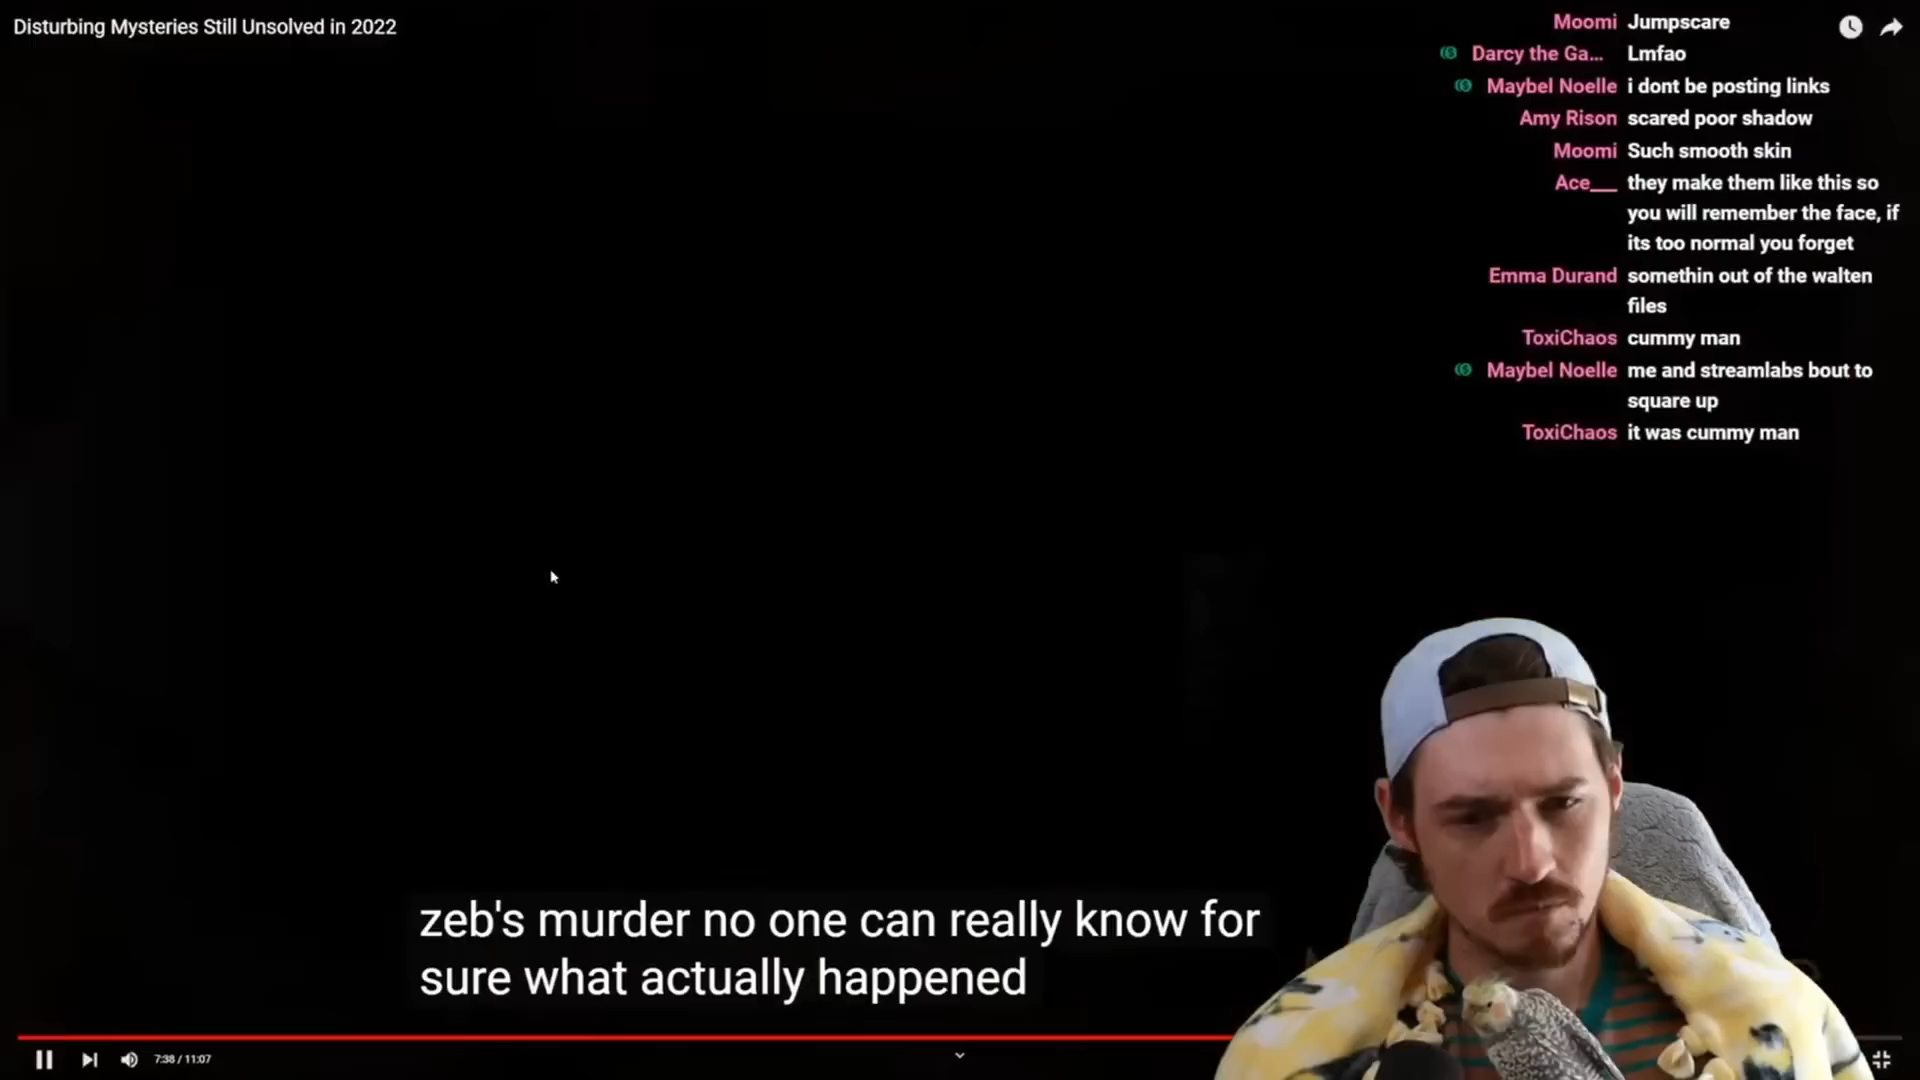 Disturbing Mysteries Still Unsolved in 2022
Moomi Jumpscare
Darcy the Ga... Lmfao
Maybel Noelle i dont be posting links
Amy Rison scared poor shadow
Moomi Such smooth skin
Ace___ they make them like this so
you will remember the face, if
its too normal you forget
Emma Durand somethin out of the walten
files
ToxiChaos cummy man
Maybel Noelle me and streamlabs bout to
square up
ToxiChaos it was cummy man
zeb's murder no one can really know for
sure what actually happened
7:38 / 11:07